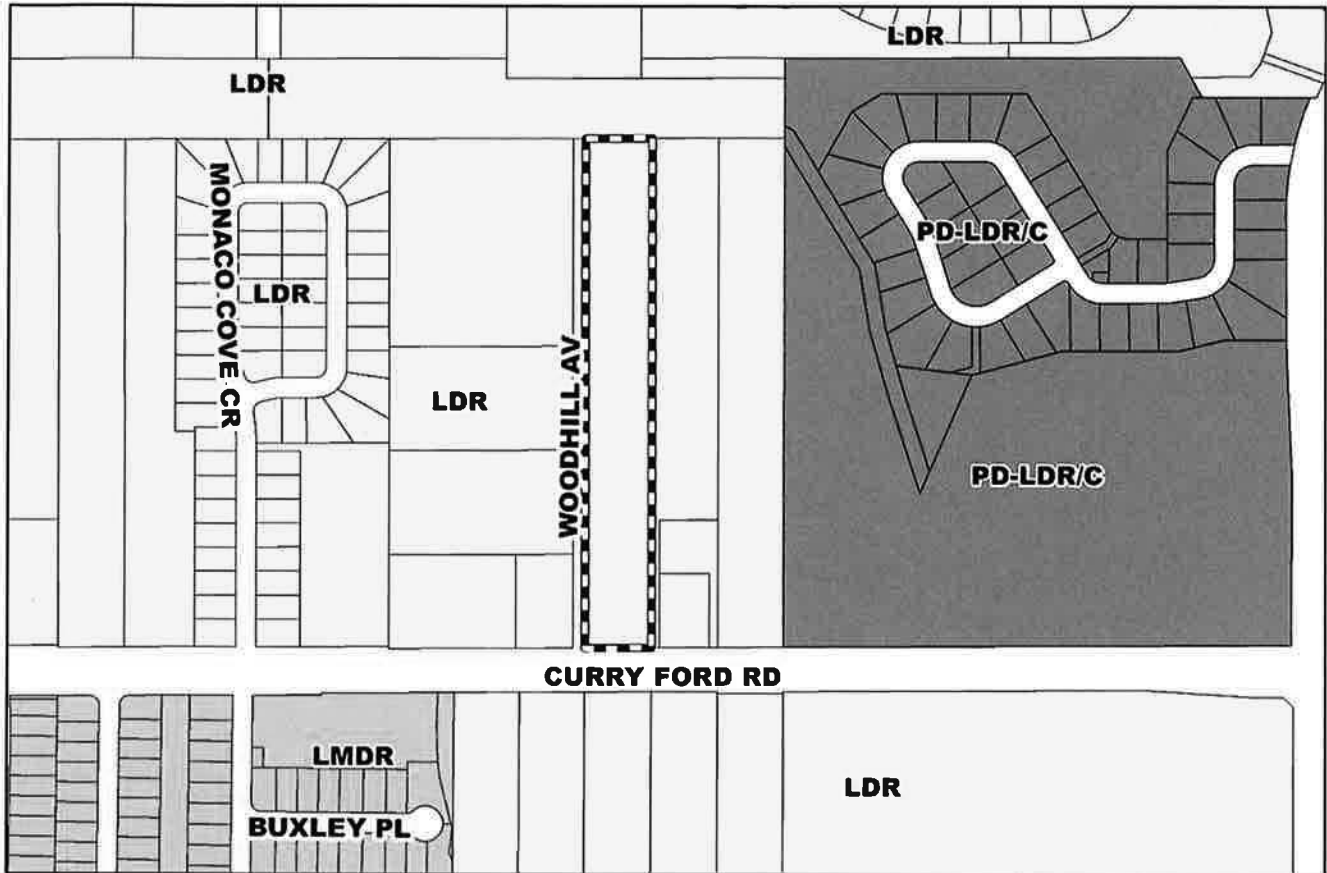 LDR
LDR
MONACO COVE CR
LDR
PD-LDR/C
WOODHILL AV
LDR
PD-LDR/C
CURRY FORD RD
LMDR
LDR
BUXLEY PL